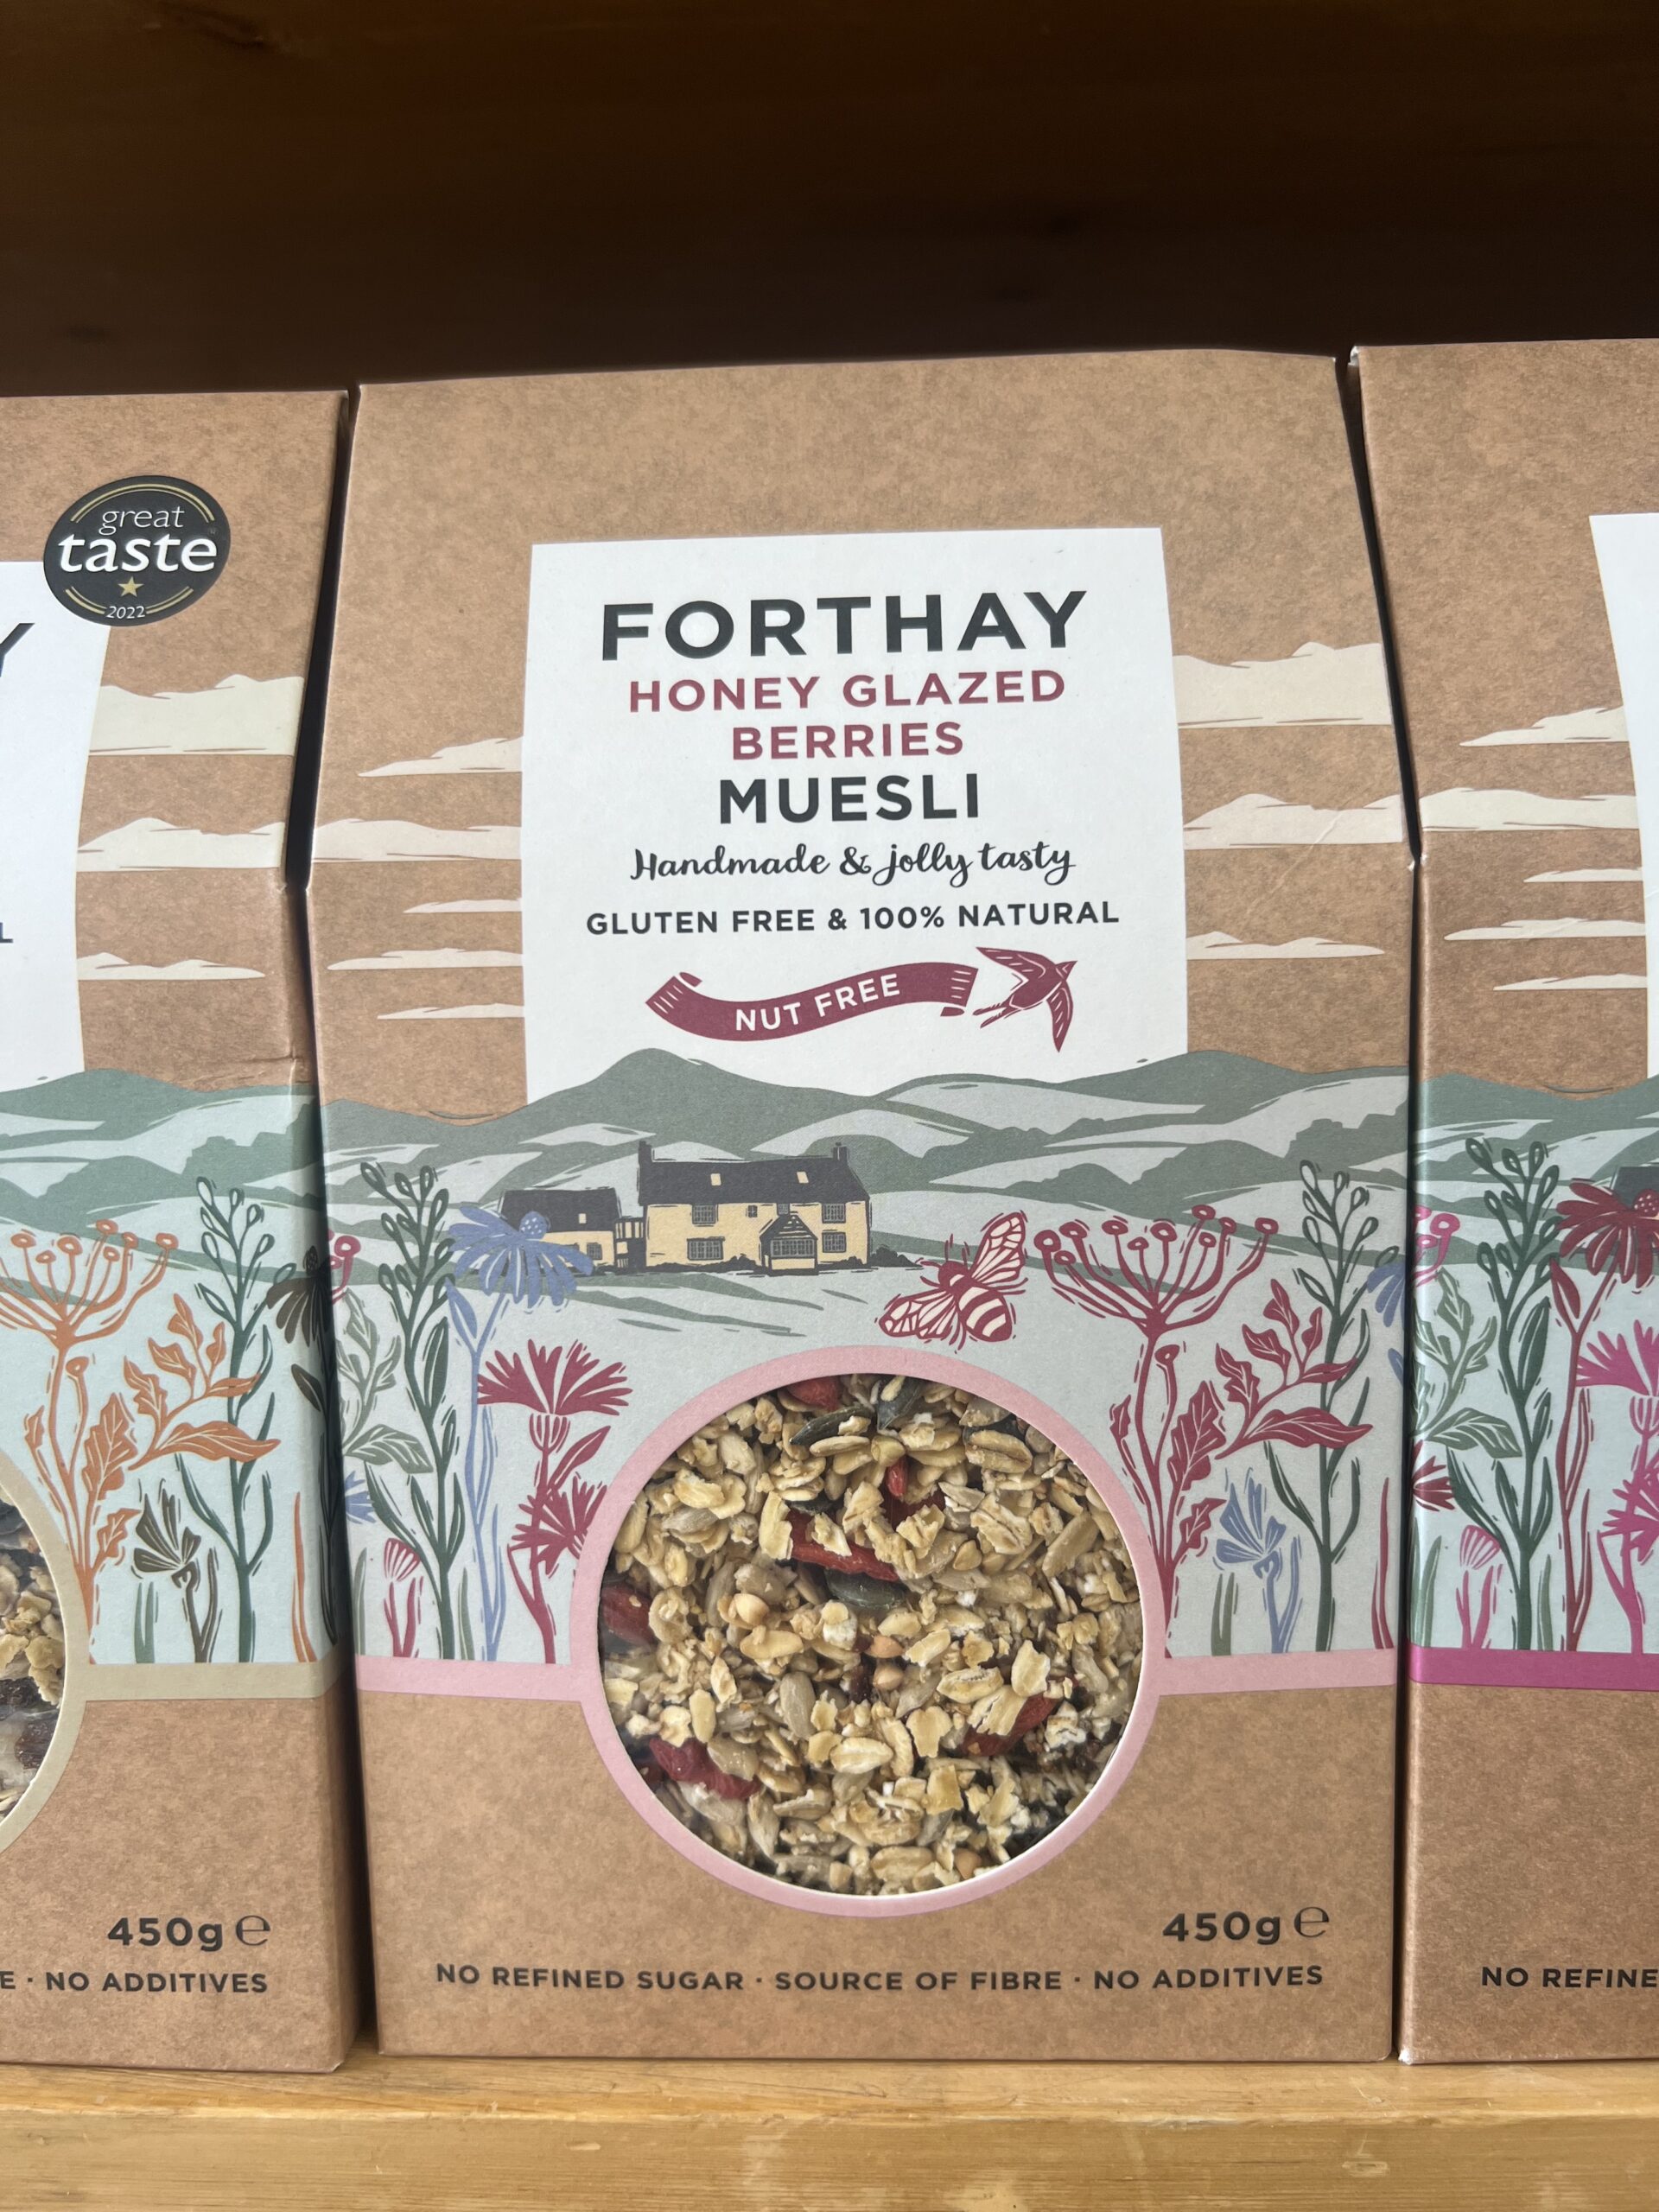 great
taste
2022
Y
L
450g e
E · NO ADDITIVES
FORTHAY
HONEY GLAZED
BERRIES
MUESLI
Handmade & jolly tasty
GLUTEN FREE & 100% NATURAL
NUT FREE
450g e
NO REFINED SUGAR · SOURCE OF FIBRE · NO ADDITIVES
NO REFINE